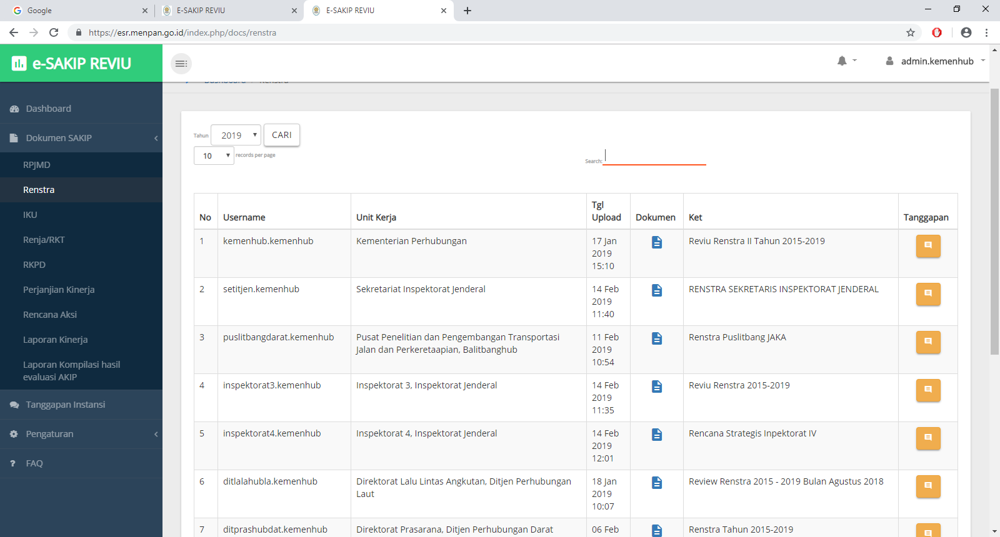 Google
E-SAKIP REVIU
E-SAKIP REVIU
https://esr.menpan.go.id/index.php/docs/renstra
e-SAKIP REVIU
admin.kemenhub
Dashboard
Dokumen SAKIP
RPJMD
Renstra
IKU
Renja/RKT
RKPD
Perjanjian Kinerja
Rencana Aksi
Laporan Kinerja
Laporan Kompilasi hasil
evaluasi AKIP
Tanggapan Instansi
Pengaturan
FAQ
Dashboard / Renstra
Tahun 2019 CARI
10 records per page
Search:
No Username Unit Kerja Tgl Upload Dokumen Ket Tanggapan
1 kemenhub.kemenhub Kementerian Perhubungan 17 Jan 2019 15:10 Reviu Renstra II Tahun 2015-2019
2 setitjen.kemenhub Sekretariat Inspektorat Jenderal 14 Feb 2019 11:40 RENSTRA SEKRETARIS INSPEKTORAT JENDERAL
3 puslitbangdarat.kemenhub Pusat Penelitian dan Pengembangan Transportasi Jalan dan Perkeretaapian, Balitbanghub 11 Feb 2019 10:54 Renstra Puslitbang JAKA
4 inspektorat3.kemenhub Inspektorat 3, Inspektorat Jenderal 14 Feb 2019 11:35 Reviu Renstra 2015-2019
5 inspektorat4.kemenhub Inspektorat 4, Inspektorat Jenderal 14 Feb 2019 12:01 Rencana Strategis Inpektorat IV
6 ditlalahubla.kemenhub Direktorat Lalu Lintas Angkutan, Ditjen Perhubungan Laut 18 Jan 2019 10:07 Review Renstra 2015 - 2019 Bulan Agustus 2018
7 ditprashubdat.kemenhub Direktorat Prasarana, Ditjen Perhubungan Darat 06 Feb Renstra Tahun 2015-2019